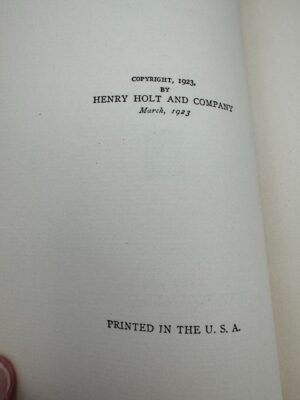 COPYRIGHT, 1923,
BY
HENRY HOLT AND COMPANY
March, 1923
PRINTED IN THE U. S. A.